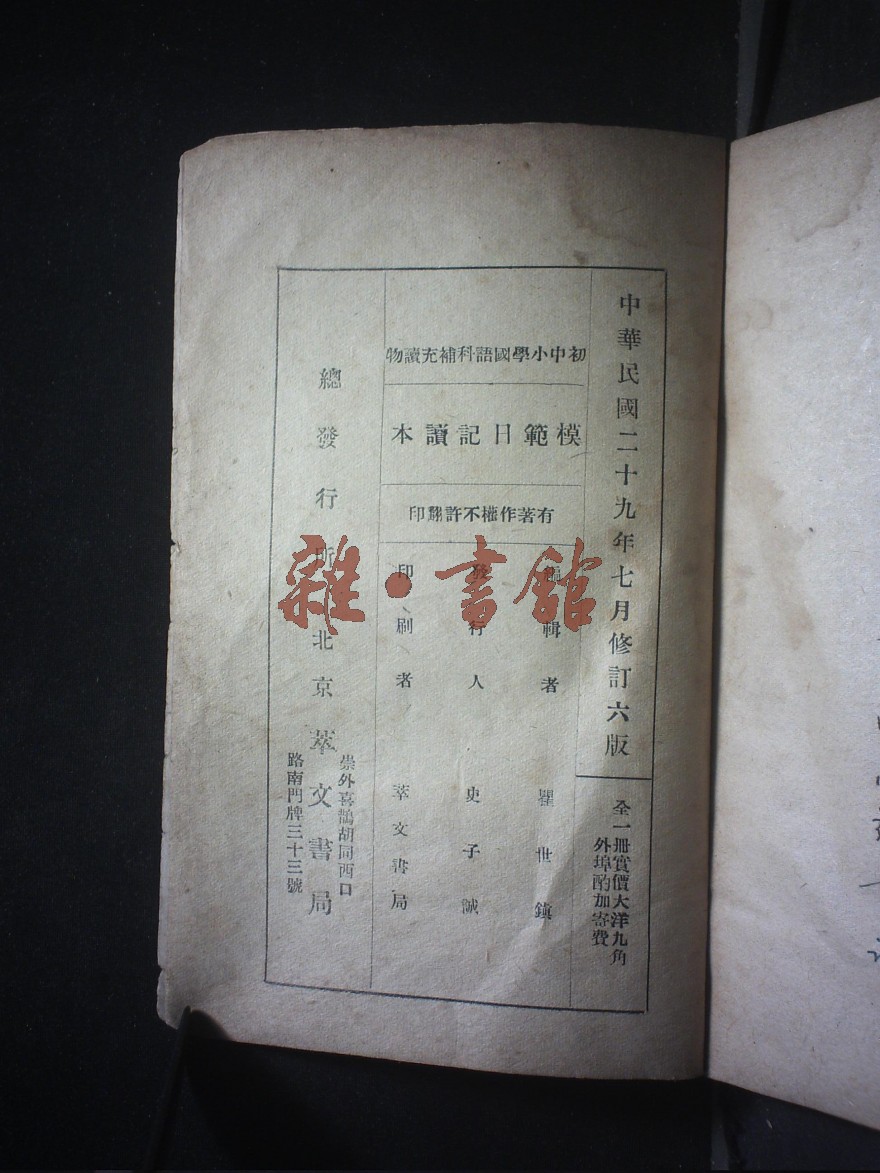 中華民國二十九年七月修訂六版
全一冊實價大洋九角
外埠酌加寄費
初中小學國語科補充讀物
模範日記讀本
有著作權不許翻印
編輯者 瞿世鎮
發行人 史子誠
印刷者 萃文書局
總發行所 北京萃文書局
崇外喜鵲胡同西口
路南門牌三十三號
雜·書館